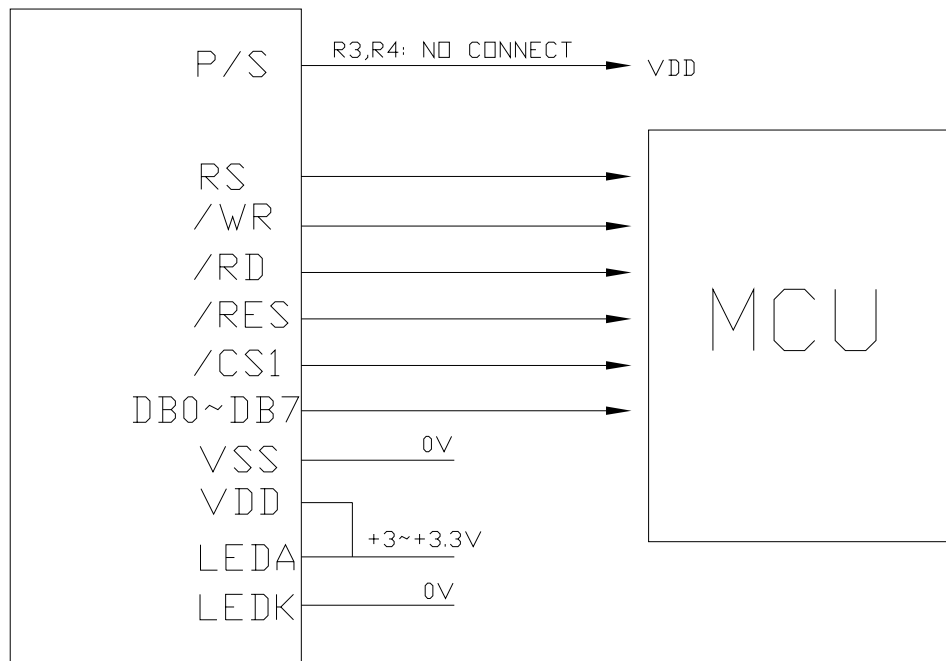 P/S R3,R4: NO CONNECT VDD
RS
/WR
/RD
/RES
MCU
/CS1
DB0~DB7
VSS 0V
VDD
LEDA +3~+3.3V
LEDK 0V